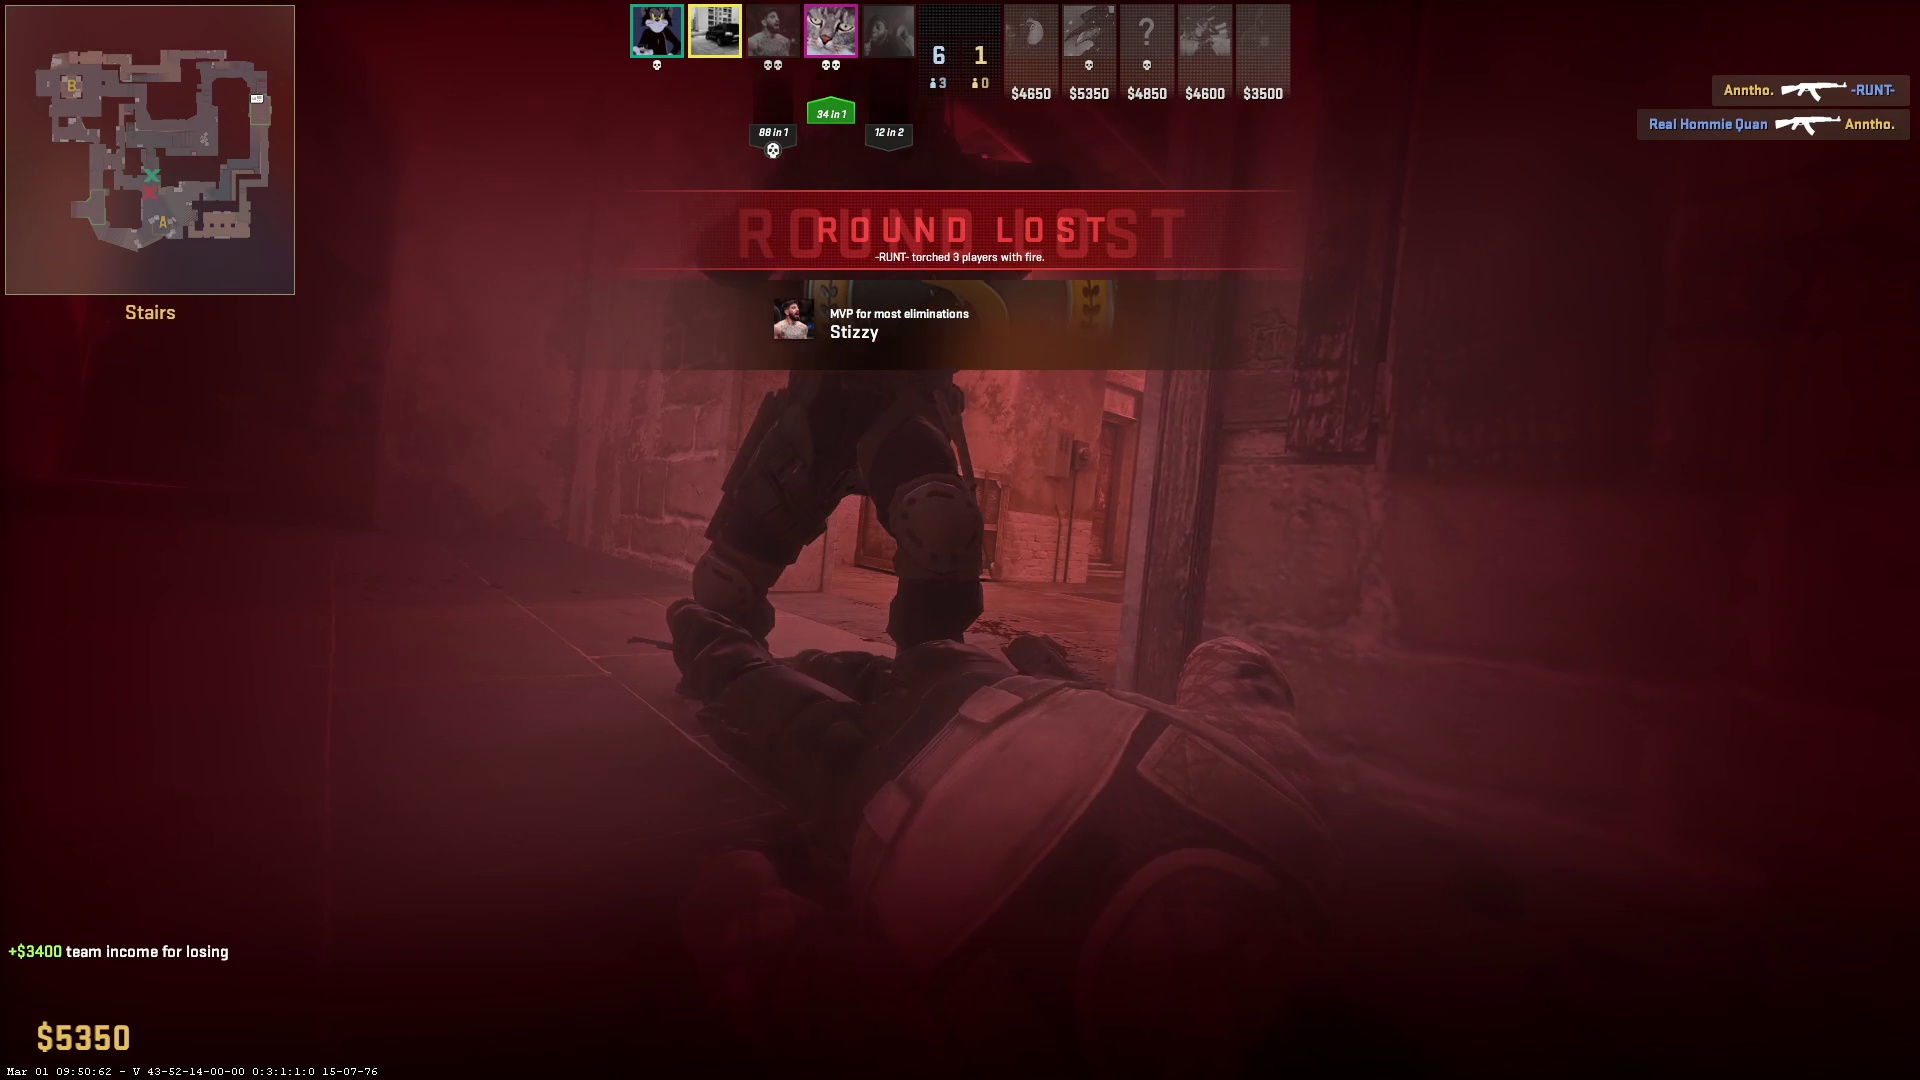 B
A
Stairs
6 1
3 0
$4650 $5350 $4850 $4600 $3500
34 in 1
88 in 1 12 in 2
Anntho. -RUNT-
Real Hommie Quan Anntho.
ROUND LOST
ROUND LOST
-RUNT- torched 3 players with fire.
MVP for most eliminations
Stizzy
+$3400 team income for losing
$5350
Mar 01 09:50:62 - V 43-52-14-00-00 0:3:1:1:0 15-07-76